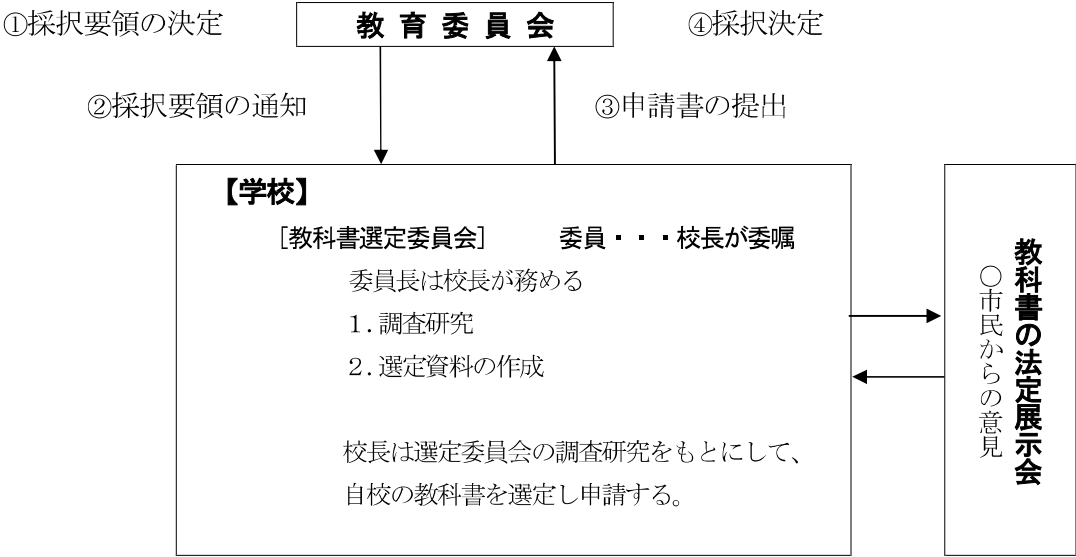 ①採択要領の決定
教育委員会
④採択決定
②採択要領の通知
③申請書の提出
【学校】
［教科書選定委員会］　委員・・・校長が委嘱
委員長は校長が務める
１.調査研究
２.選定資料の作成
校長は選定委員会の調査研究をもとにして、
自校の教科書を選定し申請する。
教科書の法定展示会
○市民からの意見